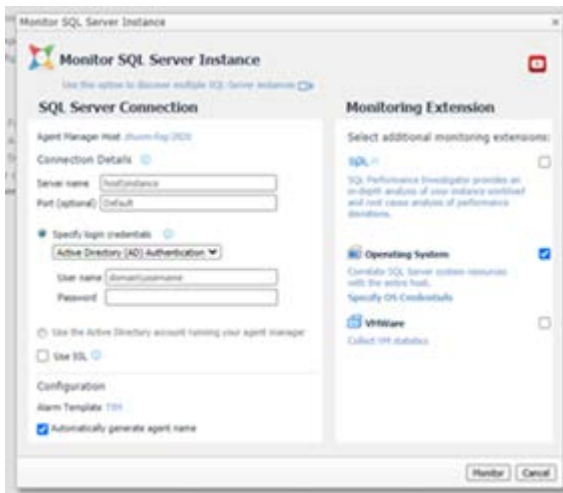 Monitor SQL Server Instance
Monitor SQL Server Instance
Use this option to discover multiple SQL Server instances
SQL Server Connection
Agent Manager Host
Connection Details
Server name host\instance
Port (optional) Default
Specify login credentials
Active Directory (AD) Authentication
User name domain\username
Password
Use the Active Directory account running your agent manager
Use SSL
Configuration
Alarm Template
Automatically generate agent name
Monitoring Extension
Select additional monitoring extensions:
SQL Performance Investigator provides an
in-depth analysis of your instance workload
and root cause analysis of performance
deviations.
Operating System
Correlate SQL Server system resources
with the entire host.
Specify OS Credentials
VMWare
Collect VM statistics
Monitor Cancel